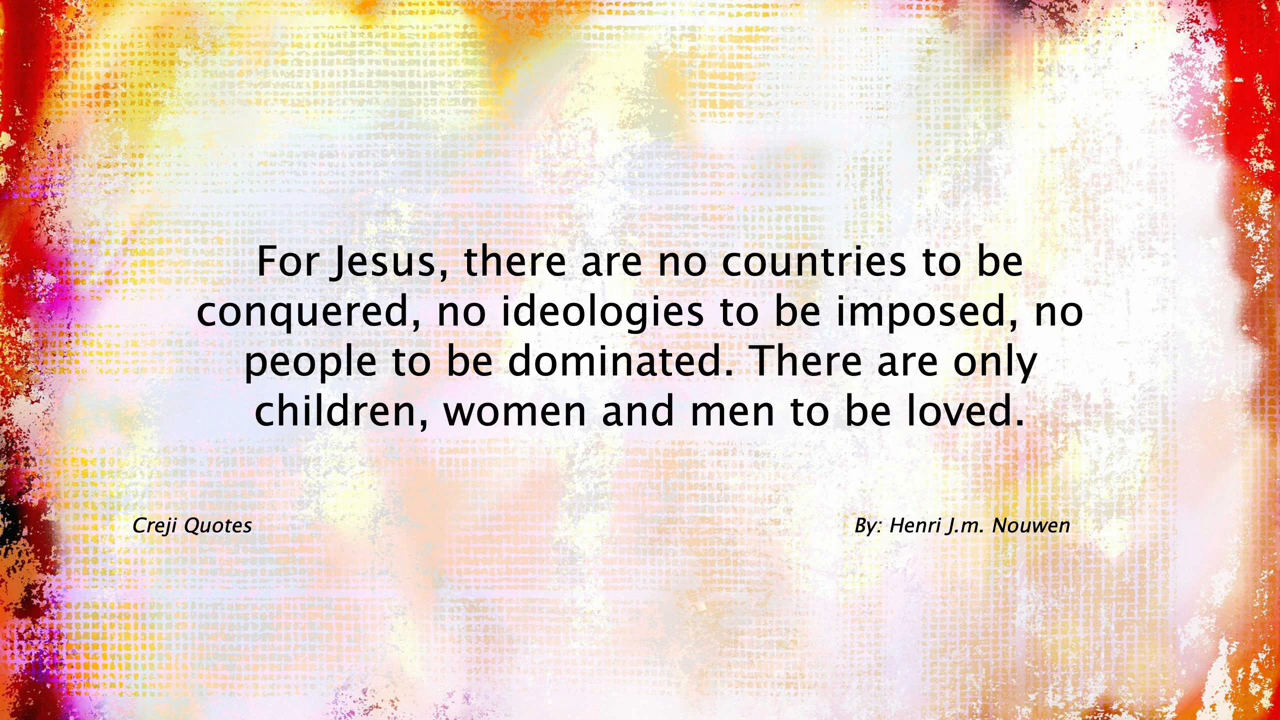 For Jesus, there are no countries to be
conquered, no ideologies to be imposed, no
people to be dominated. There are only
children, women and men to be loved.
Creji Quotes
By: Henri J.m. Nouwen